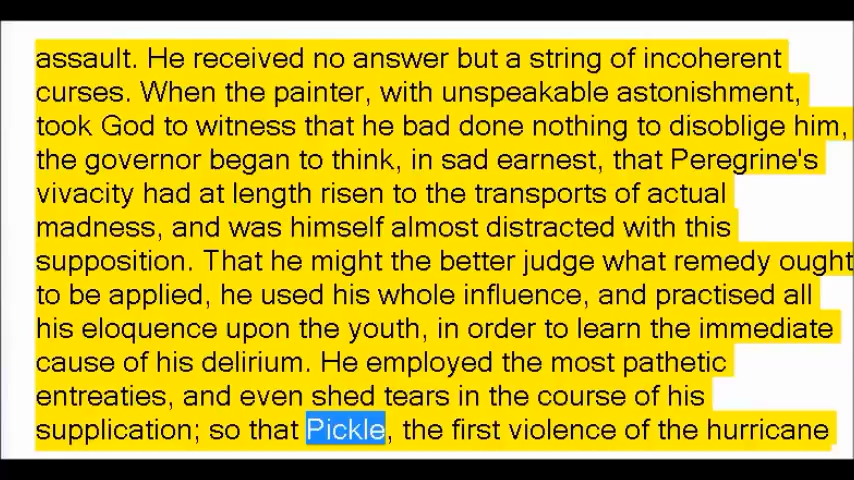 assault. He received no answer but a string of incoherent
curses. When the painter, with unspeakable astonishment,
took God to witness that he bad done nothing to disoblige him,
the governor began to think, in sad earnest, that Peregrine's
vivacity had at length risen to the transports of actual
madness, and was himself almost distracted with this
supposition. That he might the better judge what remedy ought
to be applied, he used his whole influence, and practised all
his eloquence upon the youth, in order to learn the immediate
cause of his delirium. He employed the most pathetic
entreaties, and even shed tears in the course of his
supplication; so that Pickle, the first violence of the hurricane